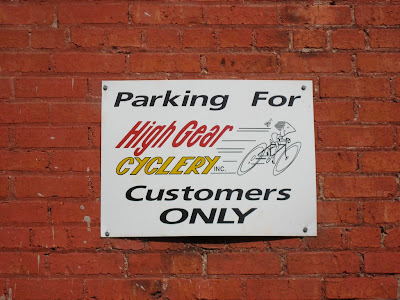 Parking For
High Gear
CYCLERY INC.
Customers
ONLY